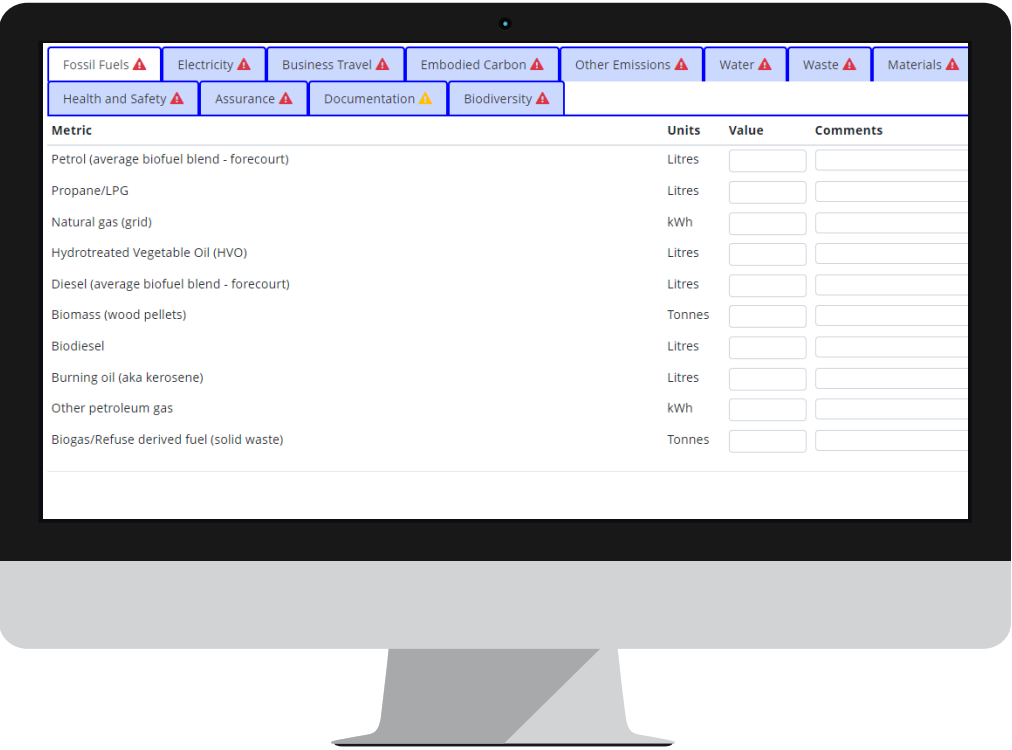 Fossil Fuels Electricity Business Travel Embodied Carbon Other Emissions Water Waste Materials
Health and Safety Assurance Documentation Biodiversity
Metric Units Value Comments
Petrol (average biofuel blend - forecourt) Litres
Propane/LPG Litres
Natural gas (grid) kWh
Hydrotreated Vegetable Oil (HVO) Litres
Diesel (average biofuel blend - forecourt) Litres
Biomass (wood pellets) Tonnes
Biodiesel Litres
Burning oil (aka kerosene) Litres
Other petroleum gas kWh
Biogas/Refuse derived fuel (solid waste) Tonnes